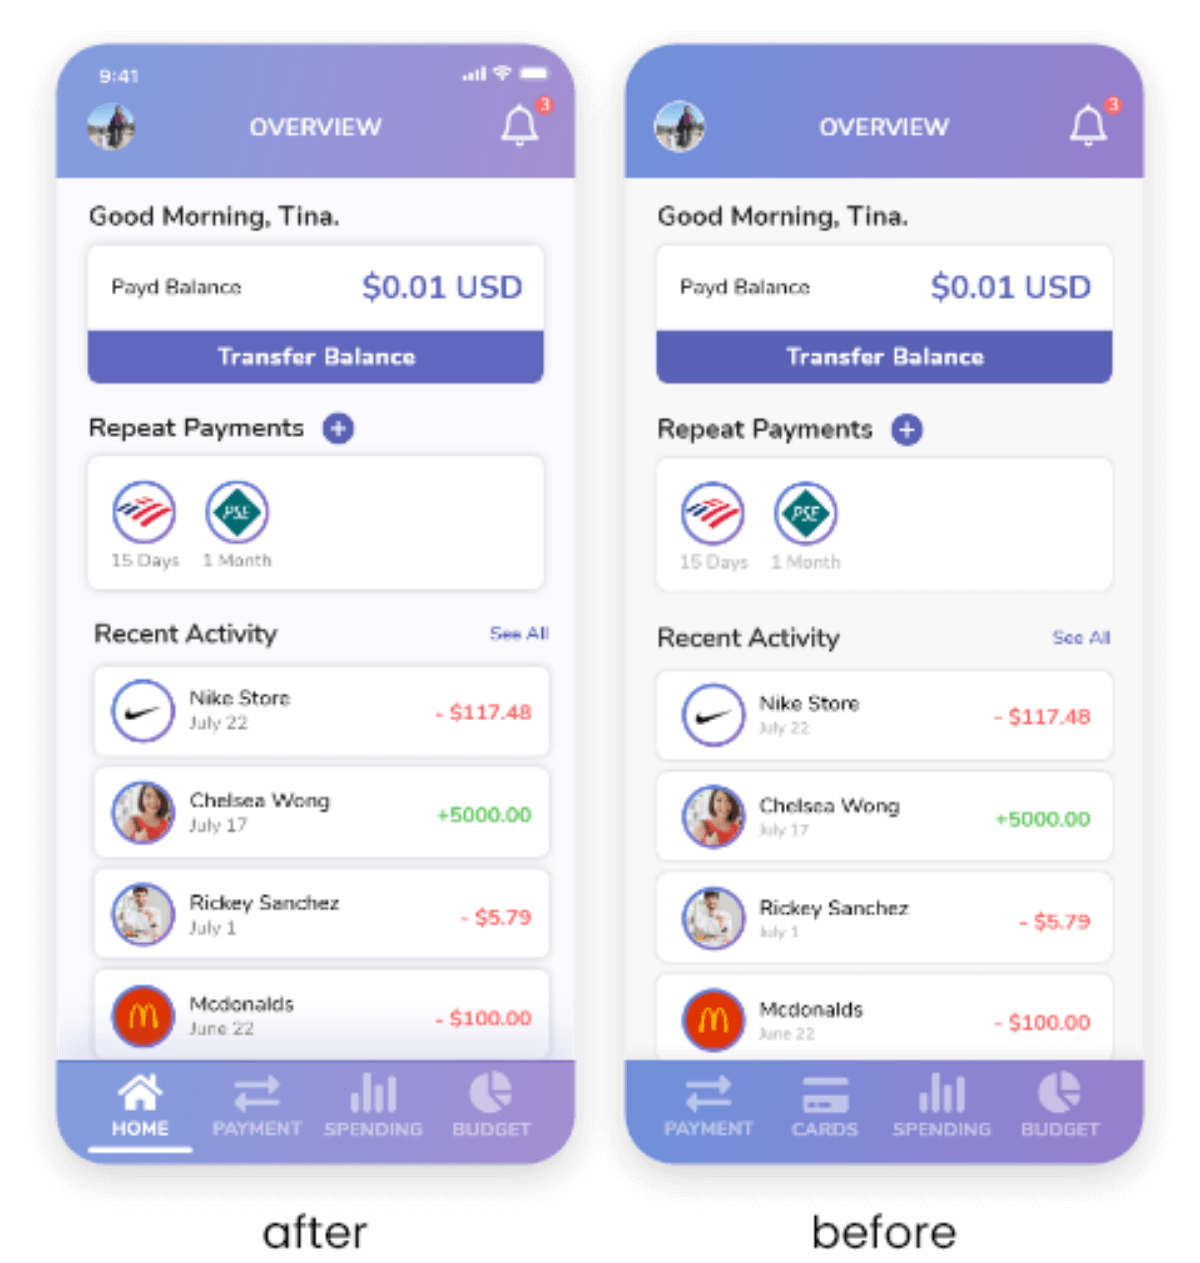 9:41
OVERVIEW
3
Good Morning, Tina.
Payd Balance $0.01 USD
Transfer Balance
Repeat Payments +
PSE
15 Days 1 Month
Recent Activity See All
Nike Store
July 22
- $117.48
Chelsea Wong
July 17
+5000.00
Rickey Sanchez
July 1
- $5.79
Mcdonalds
June 22
- $100.00
HOME PAYMENT SPENDING BUDGET
after
OVERVIEW
3
Good Morning, Tina.
Payd Balance $0.01 USD
Transfer Balance
Repeat Payments +
PSE
15 Days 1 Month
Recent Activity See All
Nike Store
July 22
- $117.48
Chelsea Wong
July 17
+5000.00
Rickey Sanchez
July 1
- $5.79
Mcdonalds
June 22
- $100.00
PAYMENT CARDS SPENDING BUDGET
before